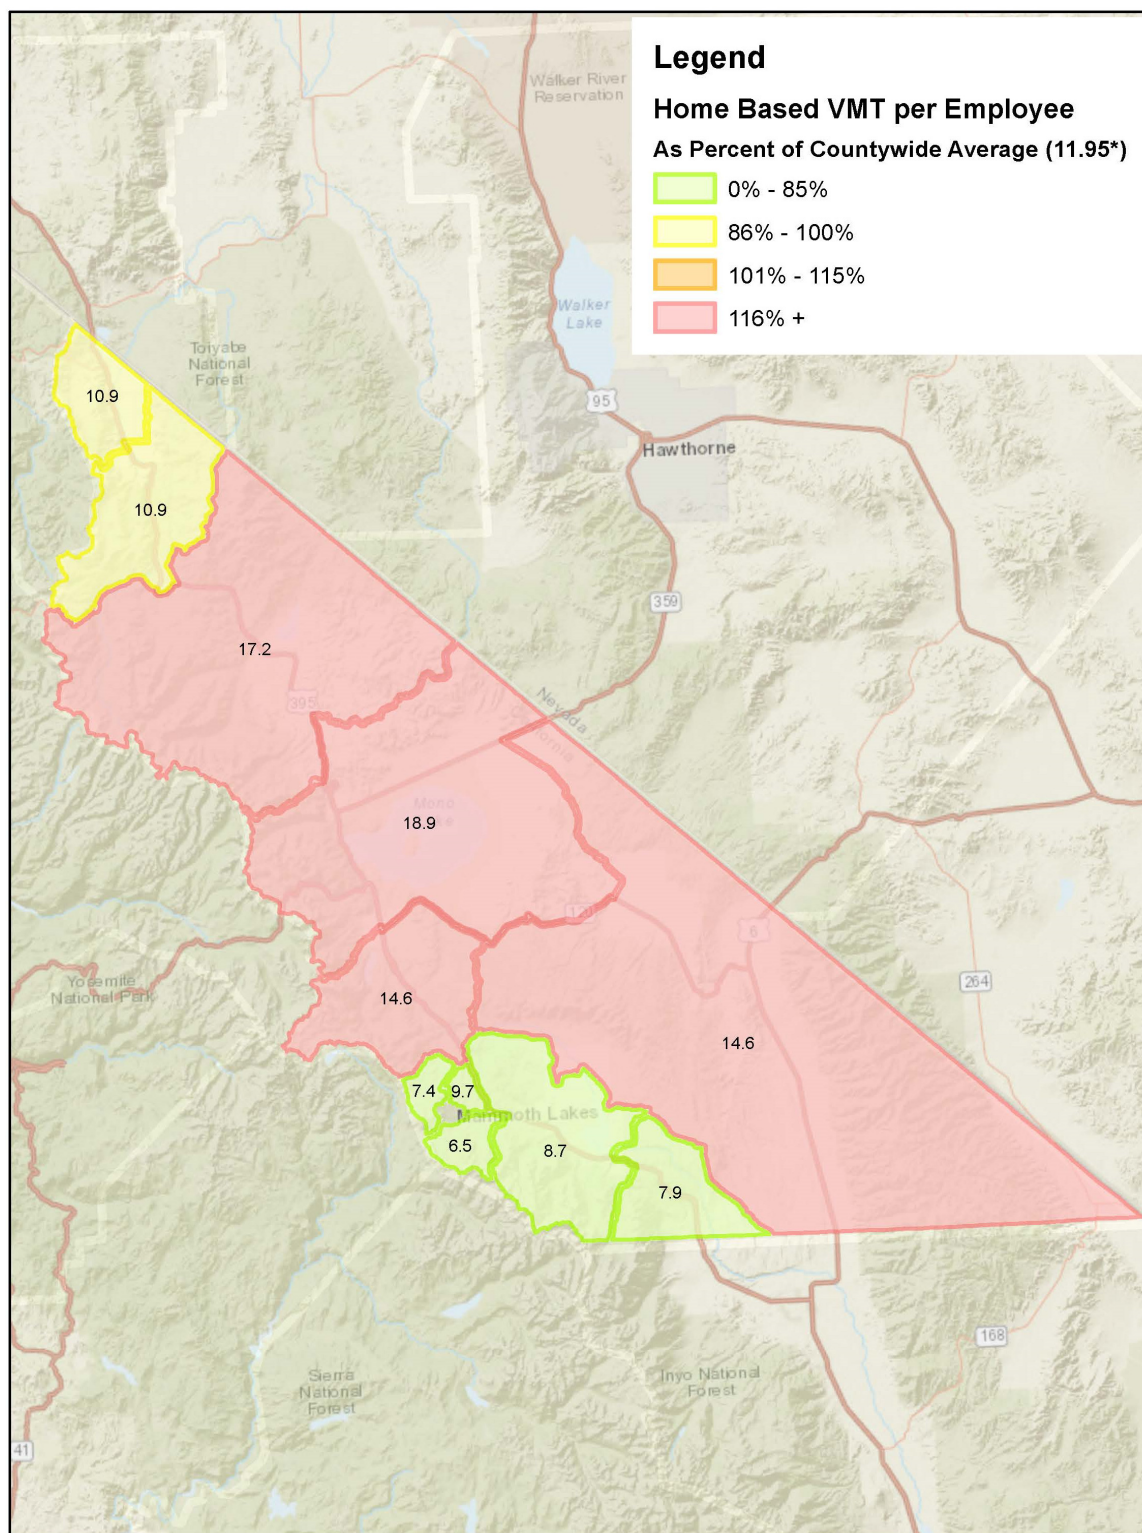 Legend
Home Based VMT per Employee
As Percent of Countywide Average (11.95*)
0% - 85%
86% - 100%
101% - 115%
116% +
Walker River
Reservation
Walker
Lake
Toiyabe
National
Forest
95
Hawthorne
10.9
10.9
359
17.2
395
Nevada
California
Mono
18.9
120
6
Yosemite
National Park
264
14.6
14.6
7.4
9.7
Mammoth Lakes
6.5
8.7
7.9
168
Sierra
National
Forest
Inyo National
Forest
41